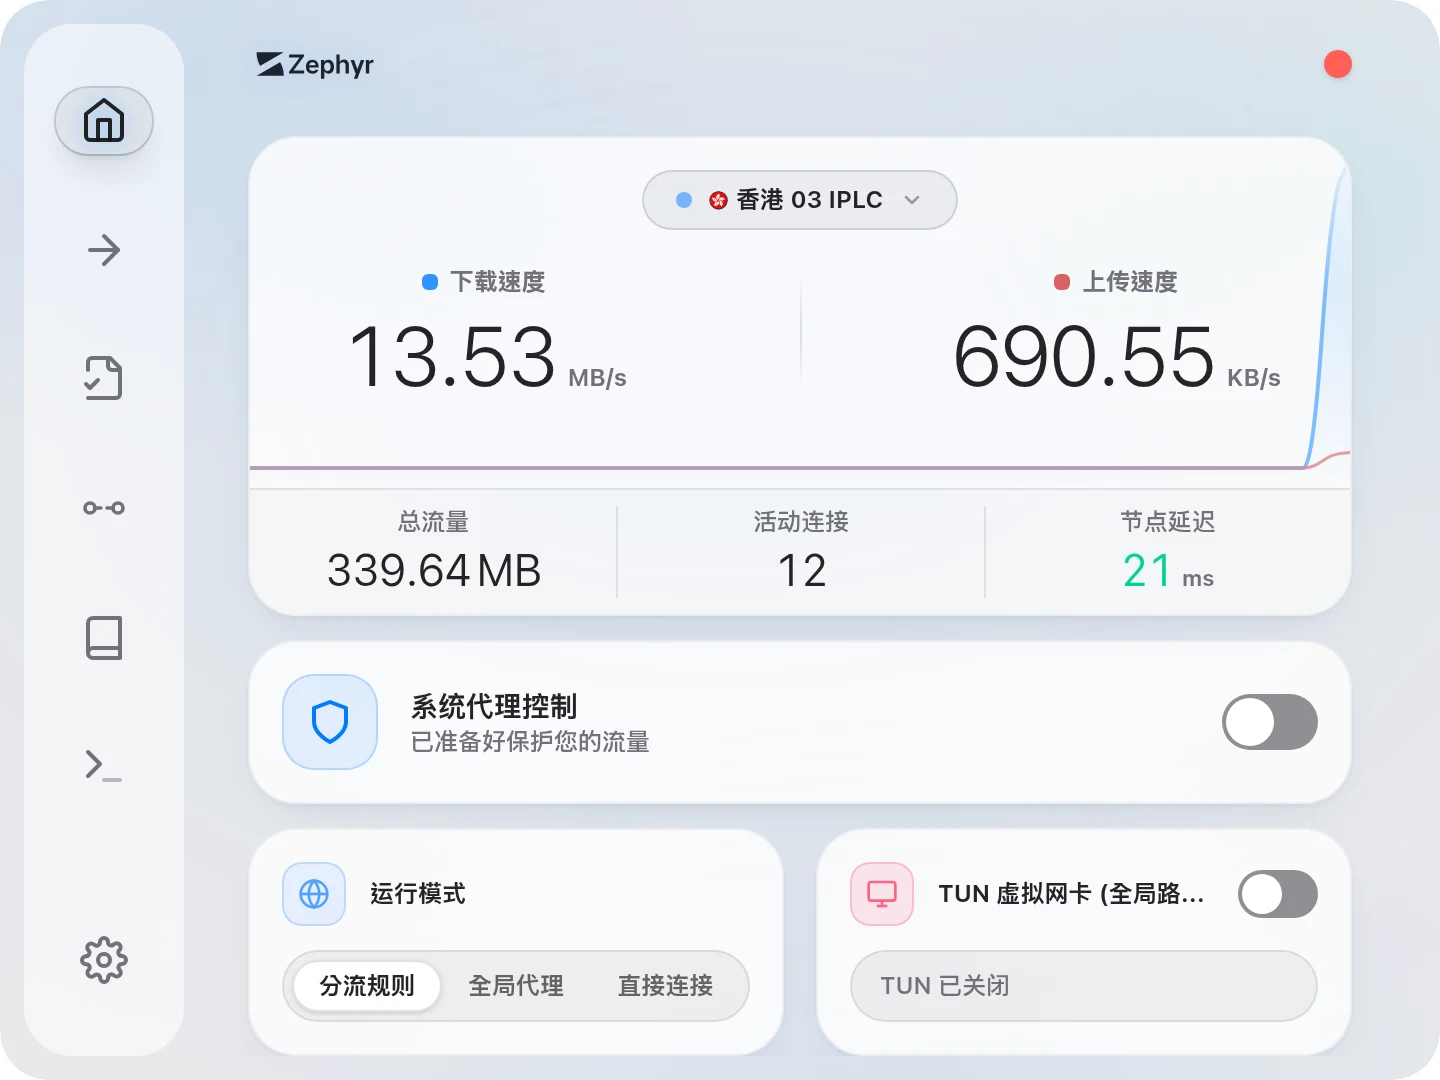 Zephyr
香港 03 IPLC
下载速度
13.53 MB/s
上传速度
690.55 KB/s
总流量
339.64 MB
活动连接
12
节点延迟
21 ms
系统代理控制
已准备好保护您的流量
运行模式
分流规则 全局代理 直接连接
TUN 虚拟网卡 (全局路...
TUN 已关闭